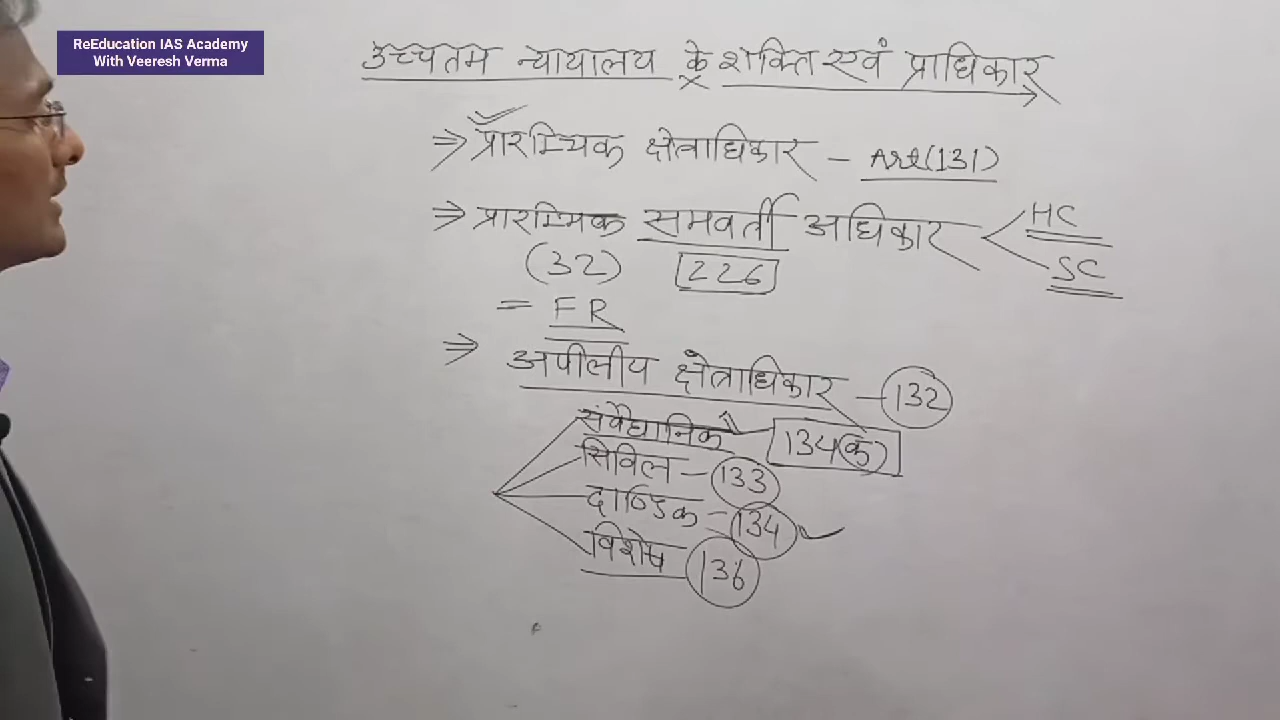 ReEducation IAS Academy
With Veeresh Verma
उच्चतम न्यायालय के शक्ति एवं प्राधिकार
⇒ प्रारम्भिक क्षेत्राधिकार - Art(131)
⇒ प्रारम्भिक समवर्ती अधिकार HC
SC
(32) 226
= FR
⇒ अपीलीय क्षेत्राधिकार - 132
संवैधानिक 134(क)
सिविल - 133
दाण्डिक - 134
विशेष 136